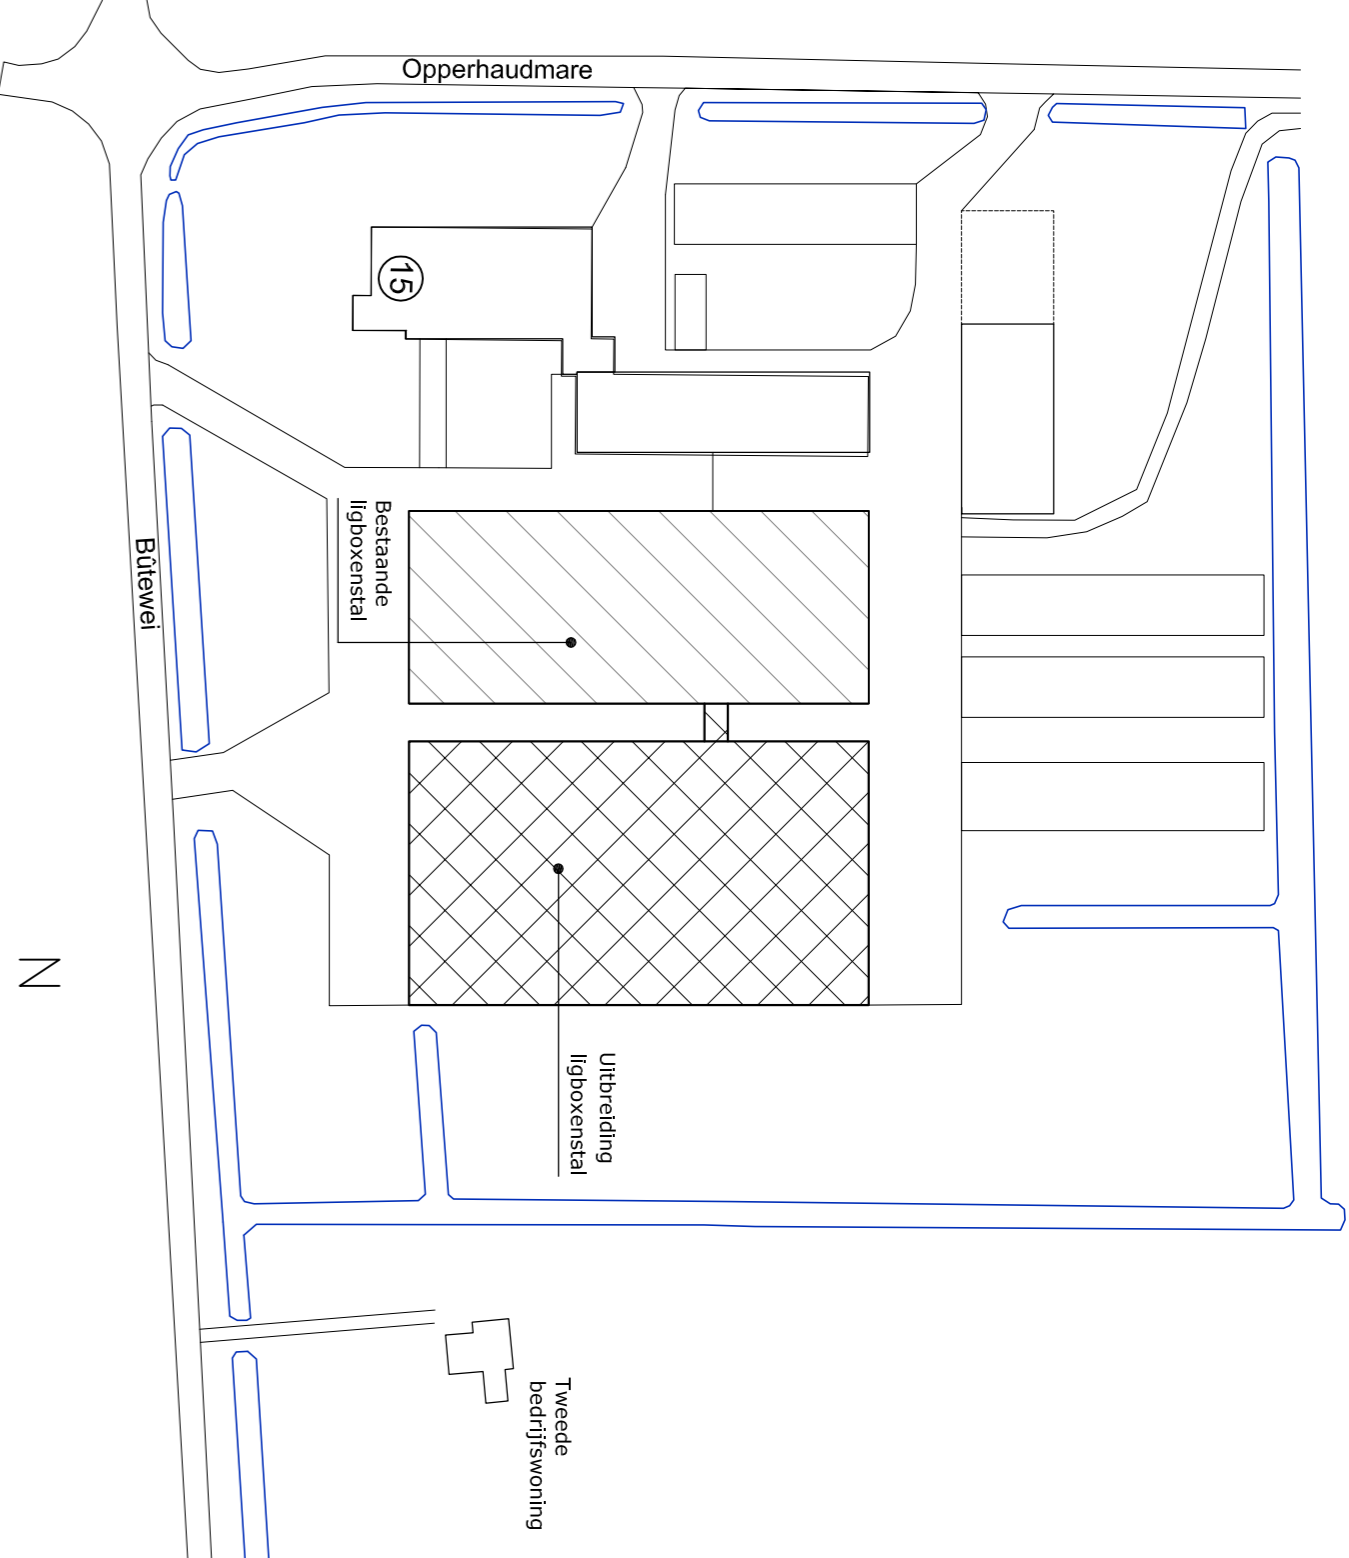 Opperhaudmare
15
Bestaande
ligboxenstal
Bûtewei
N
Uitbreiding
ligboxenstal
Tweede
bedrijfswoning